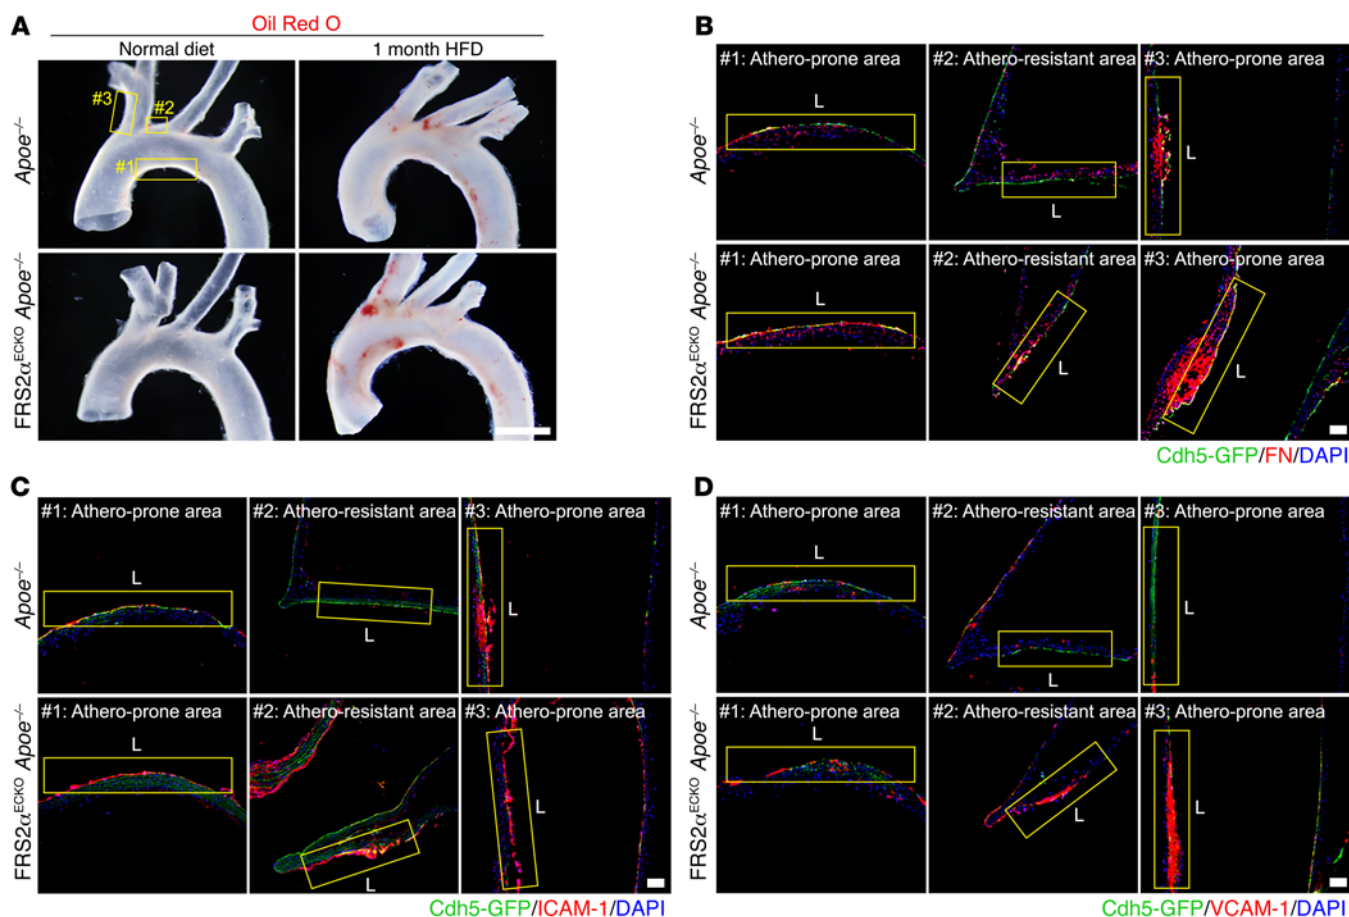 A
Oil Red O
Normal diet
1 month HFD
Apoe–/–
#3
#2
#1
FRS2αECKO Apoe–/–
B
#1: Athero-prone area
#2: Athero-resistant area
#3: Athero-prone area
Apoe–/–
L
L
L
#1: Athero-prone area
#2: Athero-resistant area
#3: Athero-prone area
FRS2αECKO Apoe–/–
L
L
L
Cdh5-GFP/FN/DAPI
C
#1: Athero-prone area
#2: Athero-resistant area
#3: Athero-prone area
Apoe–/–
L
L
L
#1: Athero-prone area
#2: Athero-resistant area
#3: Athero-prone area
FRS2αECKO Apoe–/–
L
L
L
Cdh5-GFP/ICAM-1/DAPI
D
#1: Athero-prone area
#2: Athero-resistant area
#3: Athero-prone area
Apoe–/–
L
L
L
#1: Athero-prone area
#2: Athero-resistant area
#3: Athero-prone area
FRS2αECKO Apoe–/–
L
L
L
Cdh5-GFP/VCAM-1/DAPI